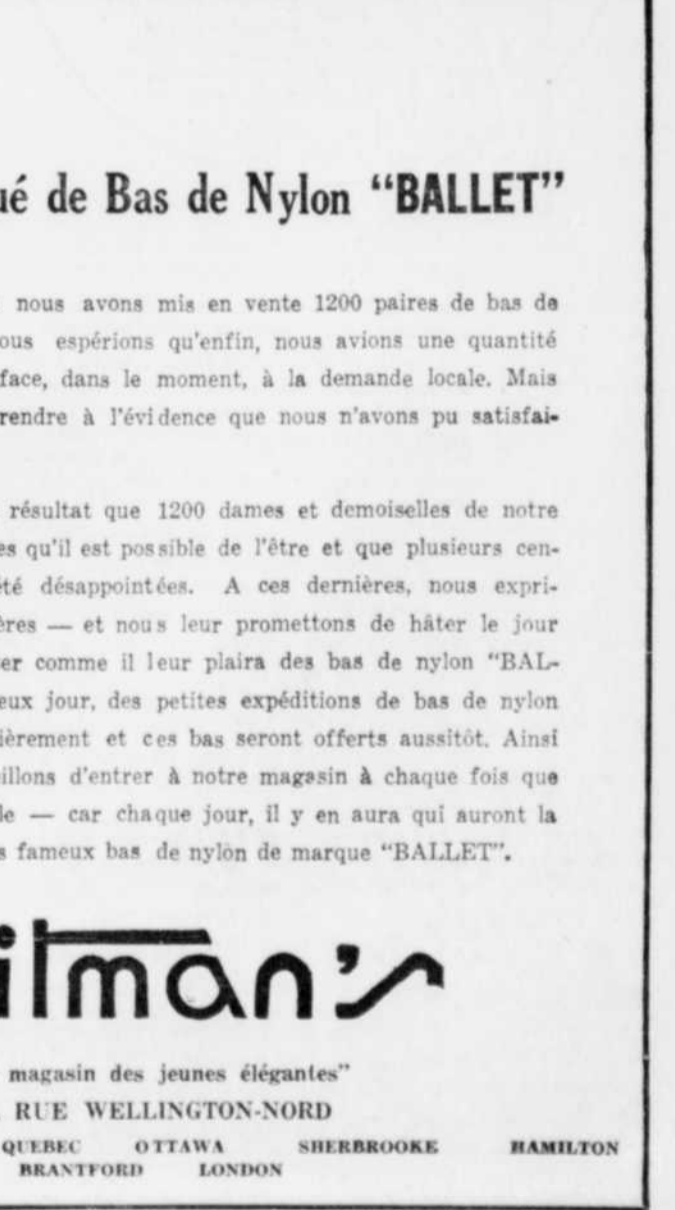 ué de Bas de Nylon “BALLET”
nous avons mis en vente 1200 paires de bas de
ous espérions qu'enfin, nous avions une quantité
face, dans le moment, à la demande locale. Mais
rendre à l'évidence que nous n'avons pu satisfai-
résultat que 1200 dames et demoiselles de notre
es qu'il est possible de l'être et que plusieurs cen-
été désappointées. A ces dernières, nous expri-
ères — et nous leur promettons de hâter le jour
er comme il leur plaira des bas de nylon “BAL-
eux jour, des petites expéditions de bas de nylon
ièrement et ces bas seront offerts aussitôt. Ainsi
illons d'entrer à notre magasin à chaque fois que
le — car chaque jour, il y en aura qui auront la
s fameux bas de nylon de marque “BALLET”.
itman's
magasin des jeunes élégantes”
RUE WELLINGTON-NORD
QUEBEC OTTAWA SHERBROOKE HAMILTON
BRANTFORD LONDON